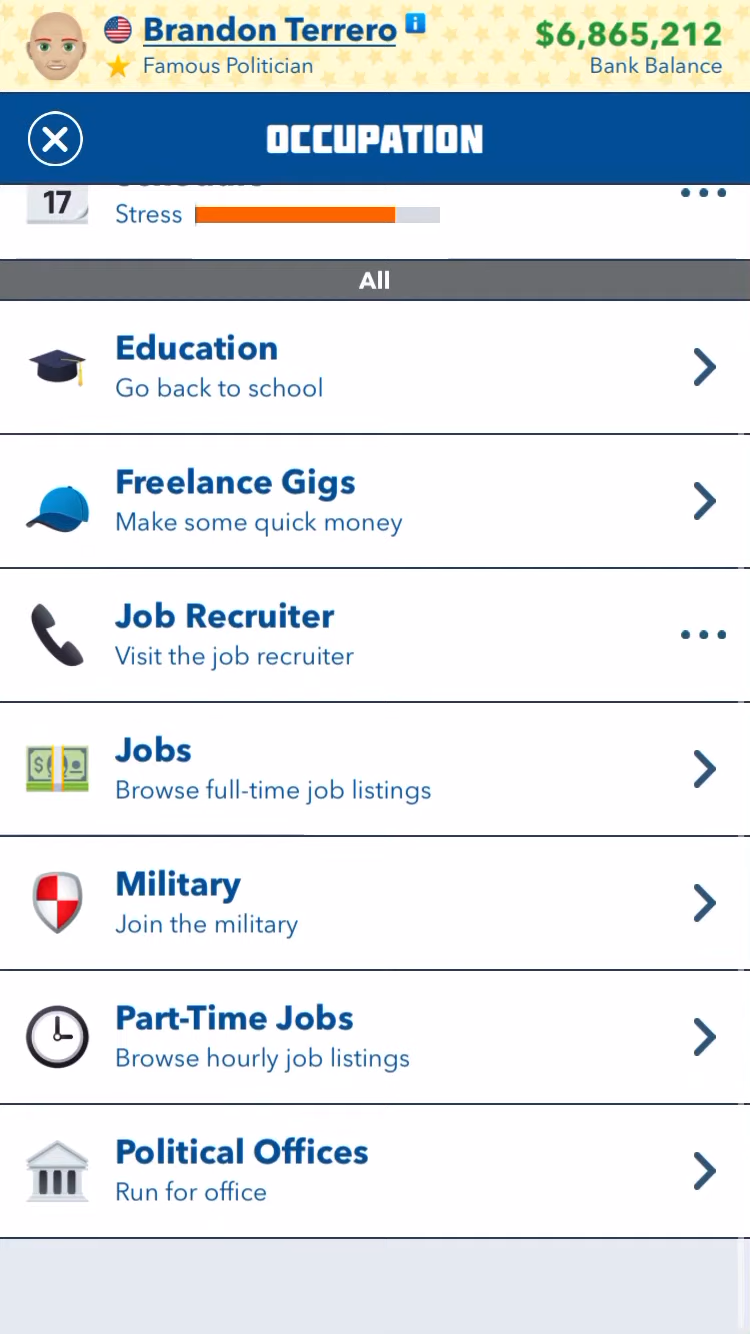 Brandon Terrero
$6,865,212
Famous Politician
Bank Balance
OCCUPATION
17
Stress
All
Education
Go back to school
Freelance Gigs
Make some quick money
Job Recruiter
Visit the job recruiter
Jobs
Browse full-time job listings
Military
Join the military
Part-Time Jobs
Browse hourly job listings
Political Offices
Run for office